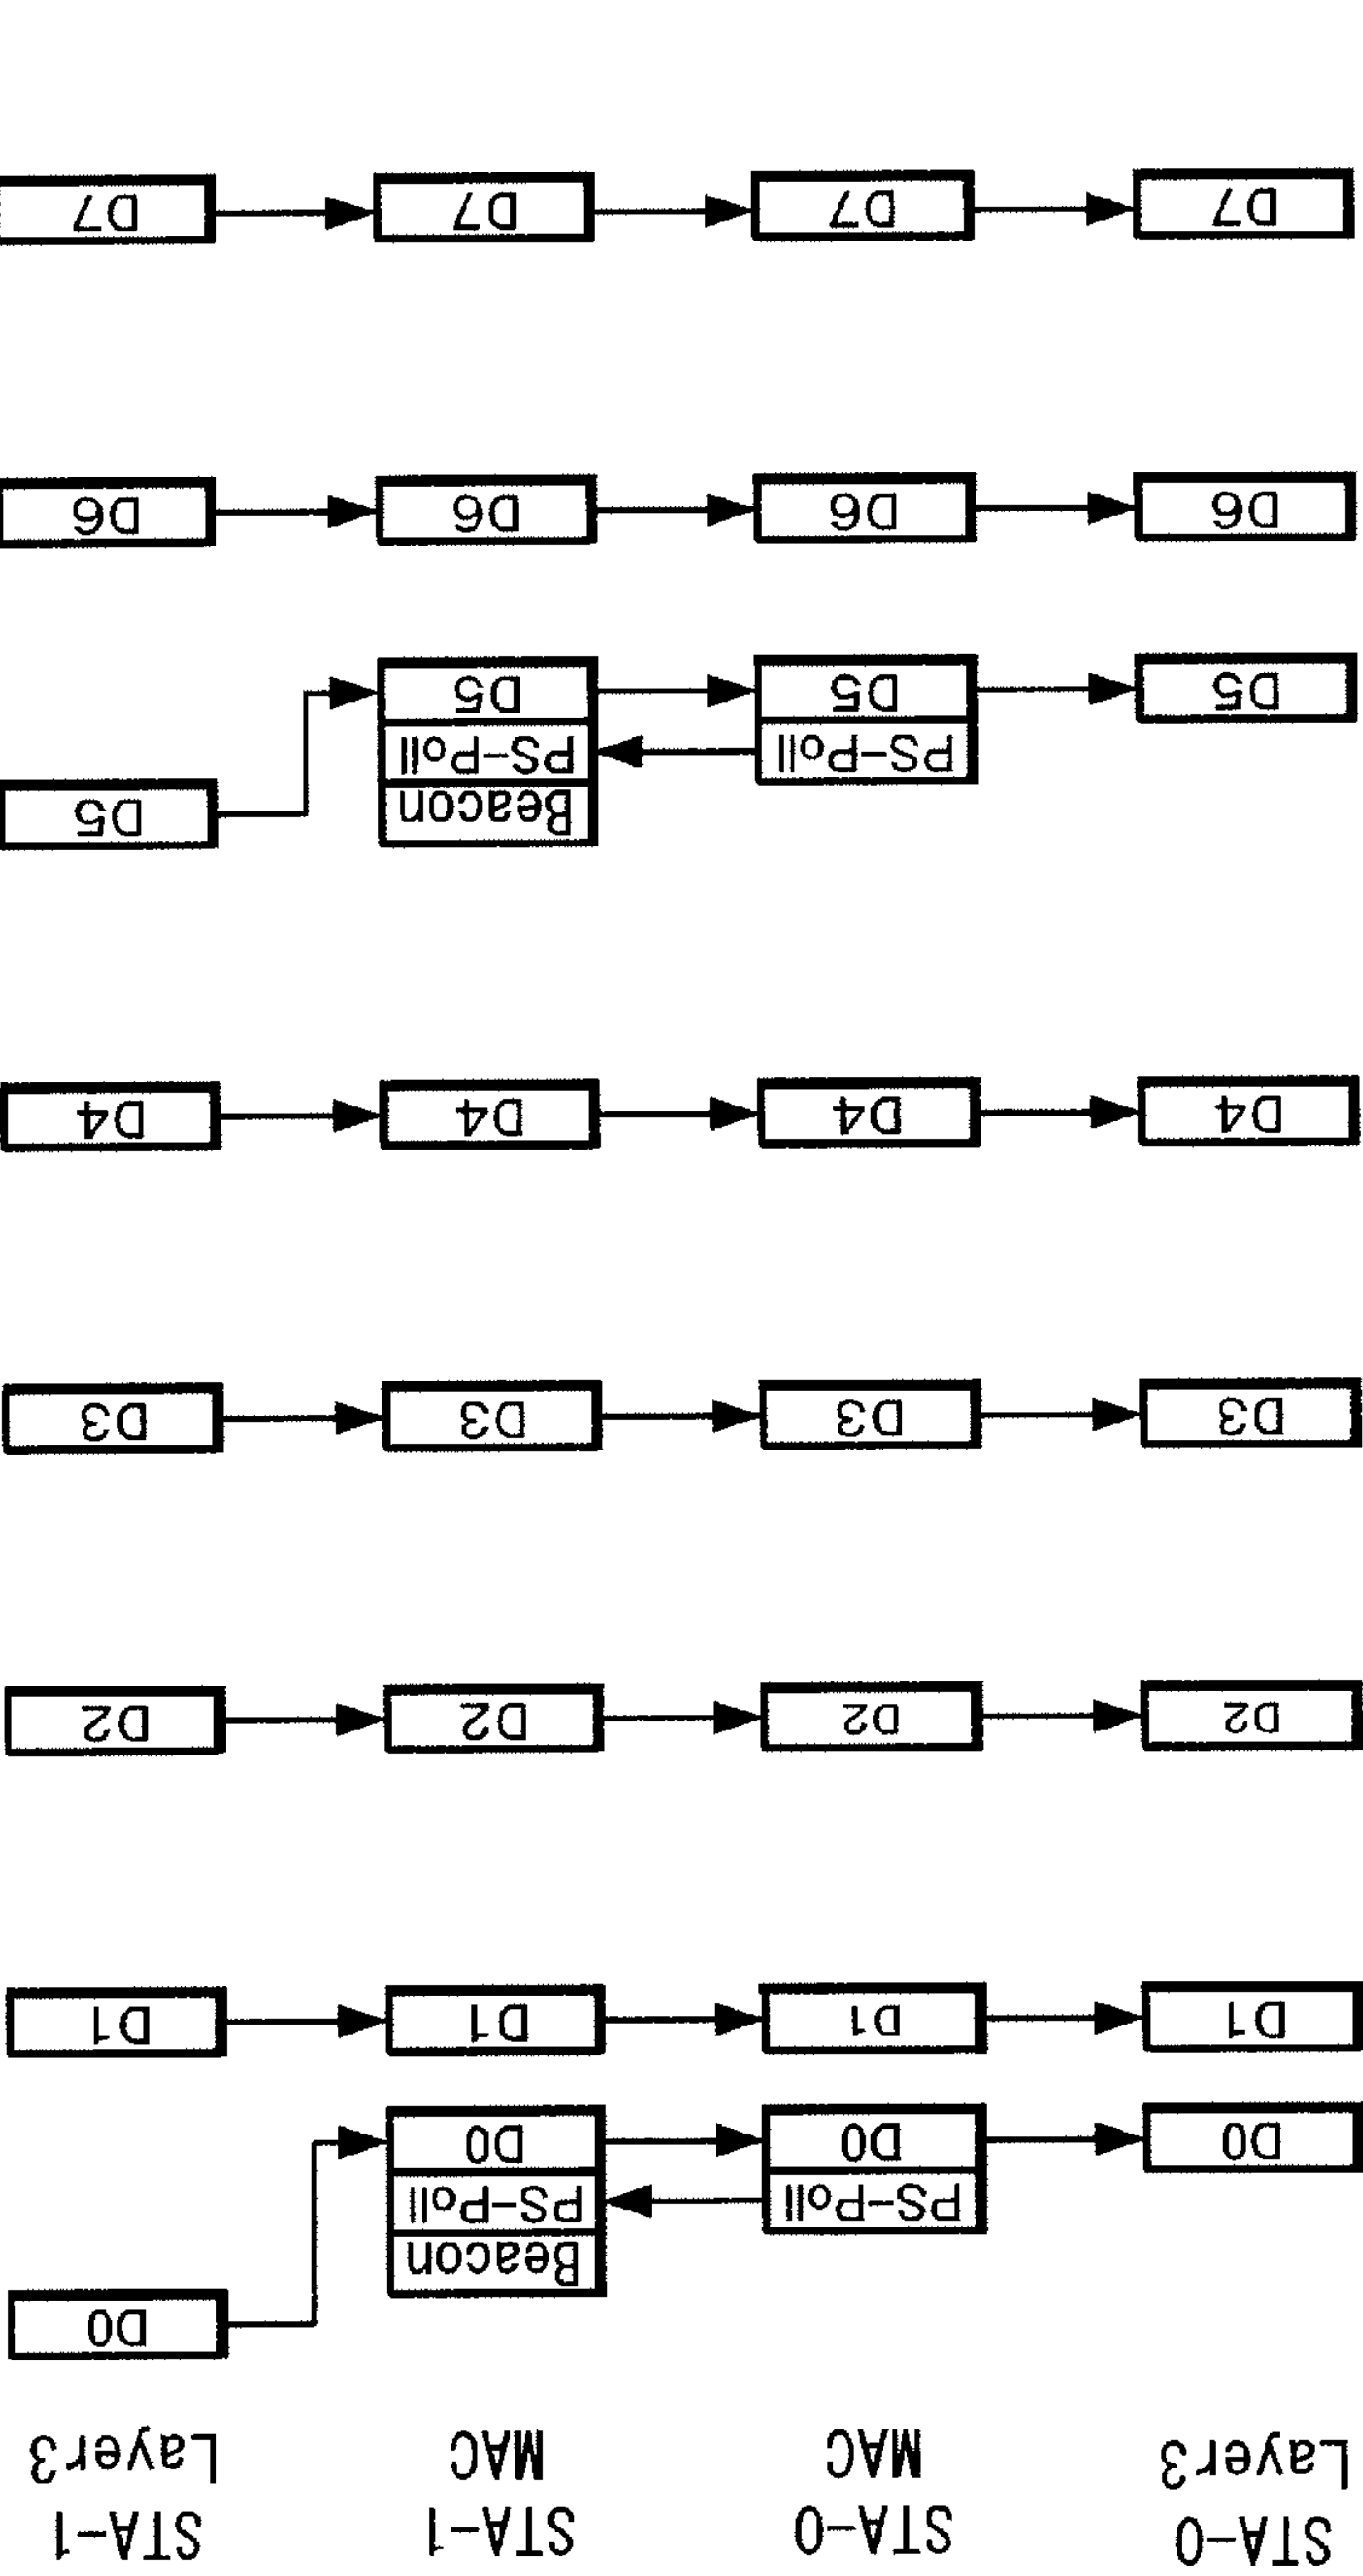 STA-0
Layer3
STA-0
MAC
STA-1
MAC
STA-1
Layer3
D0
Beacon
PS-Poll
PS-Poll
D0
D0
D0
D1
D1
D1
D1
D2
D2
D2
D2
D3
D3
D3
D3
D4
D4
D4
D4
D5
Beacon
PS-Poll
PS-Poll
D5
D5
D5
D6
D6
D6
D6
D7
D7
D7
D7